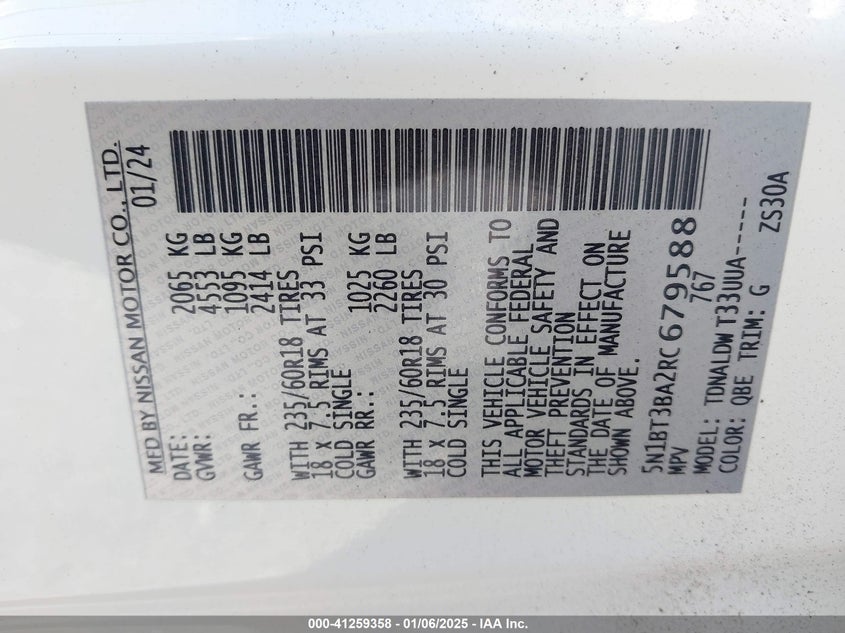 MFD BY NISSAN MOTOR CO., LTD.
DATE: 01/24
GVWR: 2065 KG
4553 LB
GAWR FR.: 1095 KG
2414 LB
WITH 235/60R18 TIRES
18 X 7.5 RIMS AT 33 PSI
COLD SINGLE
GAWR RR.: 1025 KG
2260 LB
WITH 235/60R18 TIRES
18 X 7.5 RIMS AT 30 PSI
COLD SINGLE
THIS VEHICLE CONFORMS TO
ALL APPLICABLE FEDERAL
MOTOR VEHICLE SAFETY AND
THEFT PREVENTION
STANDARDS IN EFFECT ON
THE DATE OF MANUFACTURE
SHOWN ABOVE.
5N1BT3BA2RC679588
MPV 767
MODEL: TDNALDWT33UUA-----
COLOR: QBE TRIM: G ZS30A
000-41259358 - 01/06/2025 - IAA Inc.